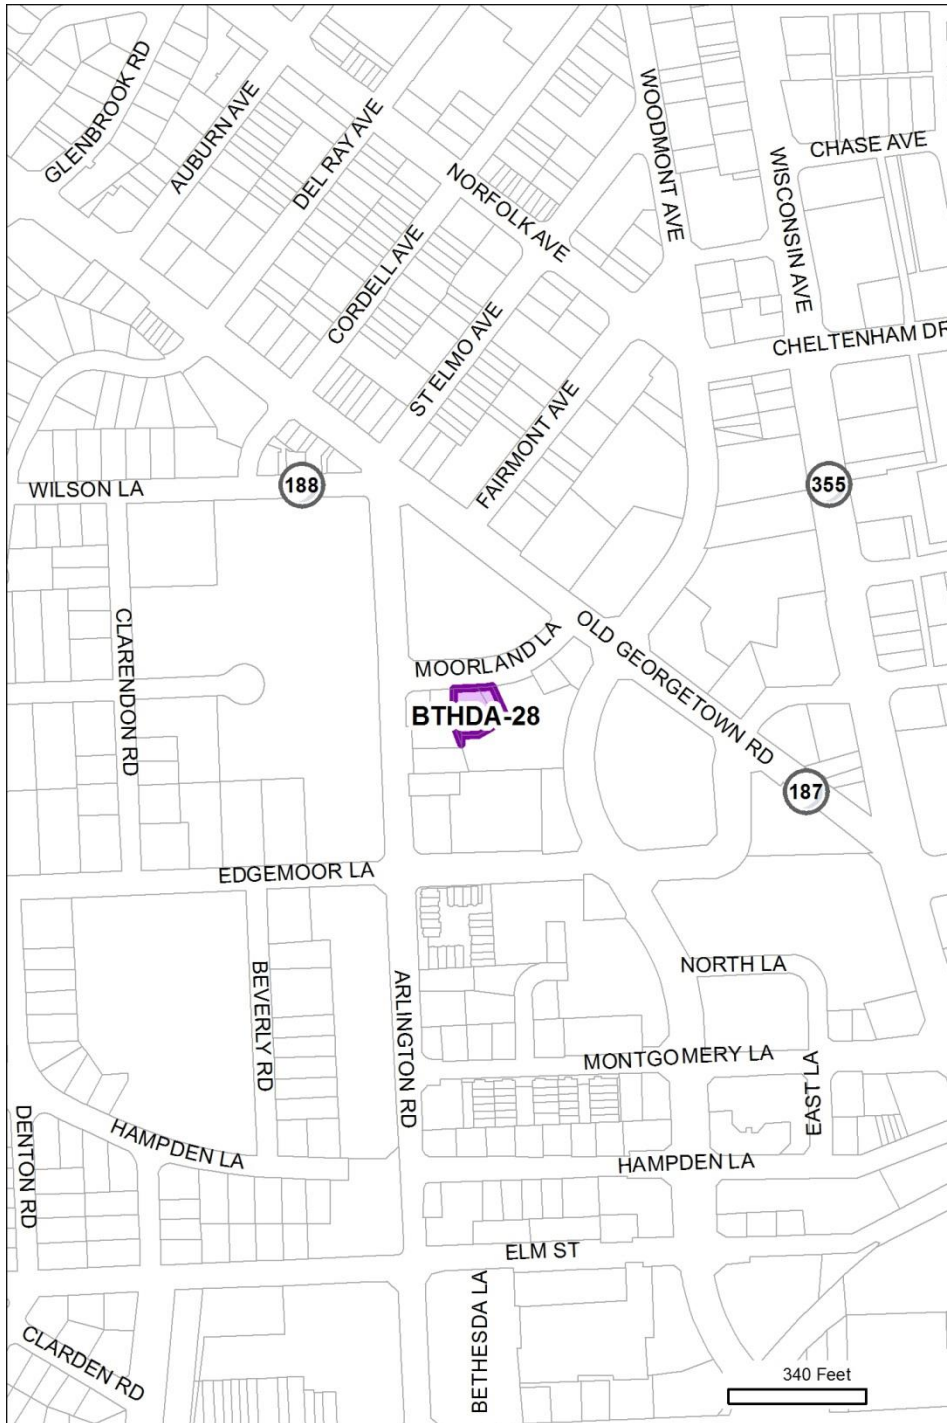 GLENBROOK RD
AUBURN AVE
DEL RAY AVE
WOODMONT AVE
WISCONSIN AVE
CHASE AVE
NORFOLK AVE
CORDELL AVE
ST ELMO AVE
CHELTENHAM DR
FAIRMONT AVE
WILSON LA
188
355
CLARENDON RD
MOORLAND LA
OLD GEORGETOWN RD
BTHDA-28
187
EDGEMOOR LA
BEVERLY RD
ARLINGTON RD
NORTH LA
MONTGOMERY LA
EAST LA
DENTON RD
HAMPDEN LA
HAMPDEN LA
ELM ST
BETHESDA LA
CLARDEN RD
340 Feet